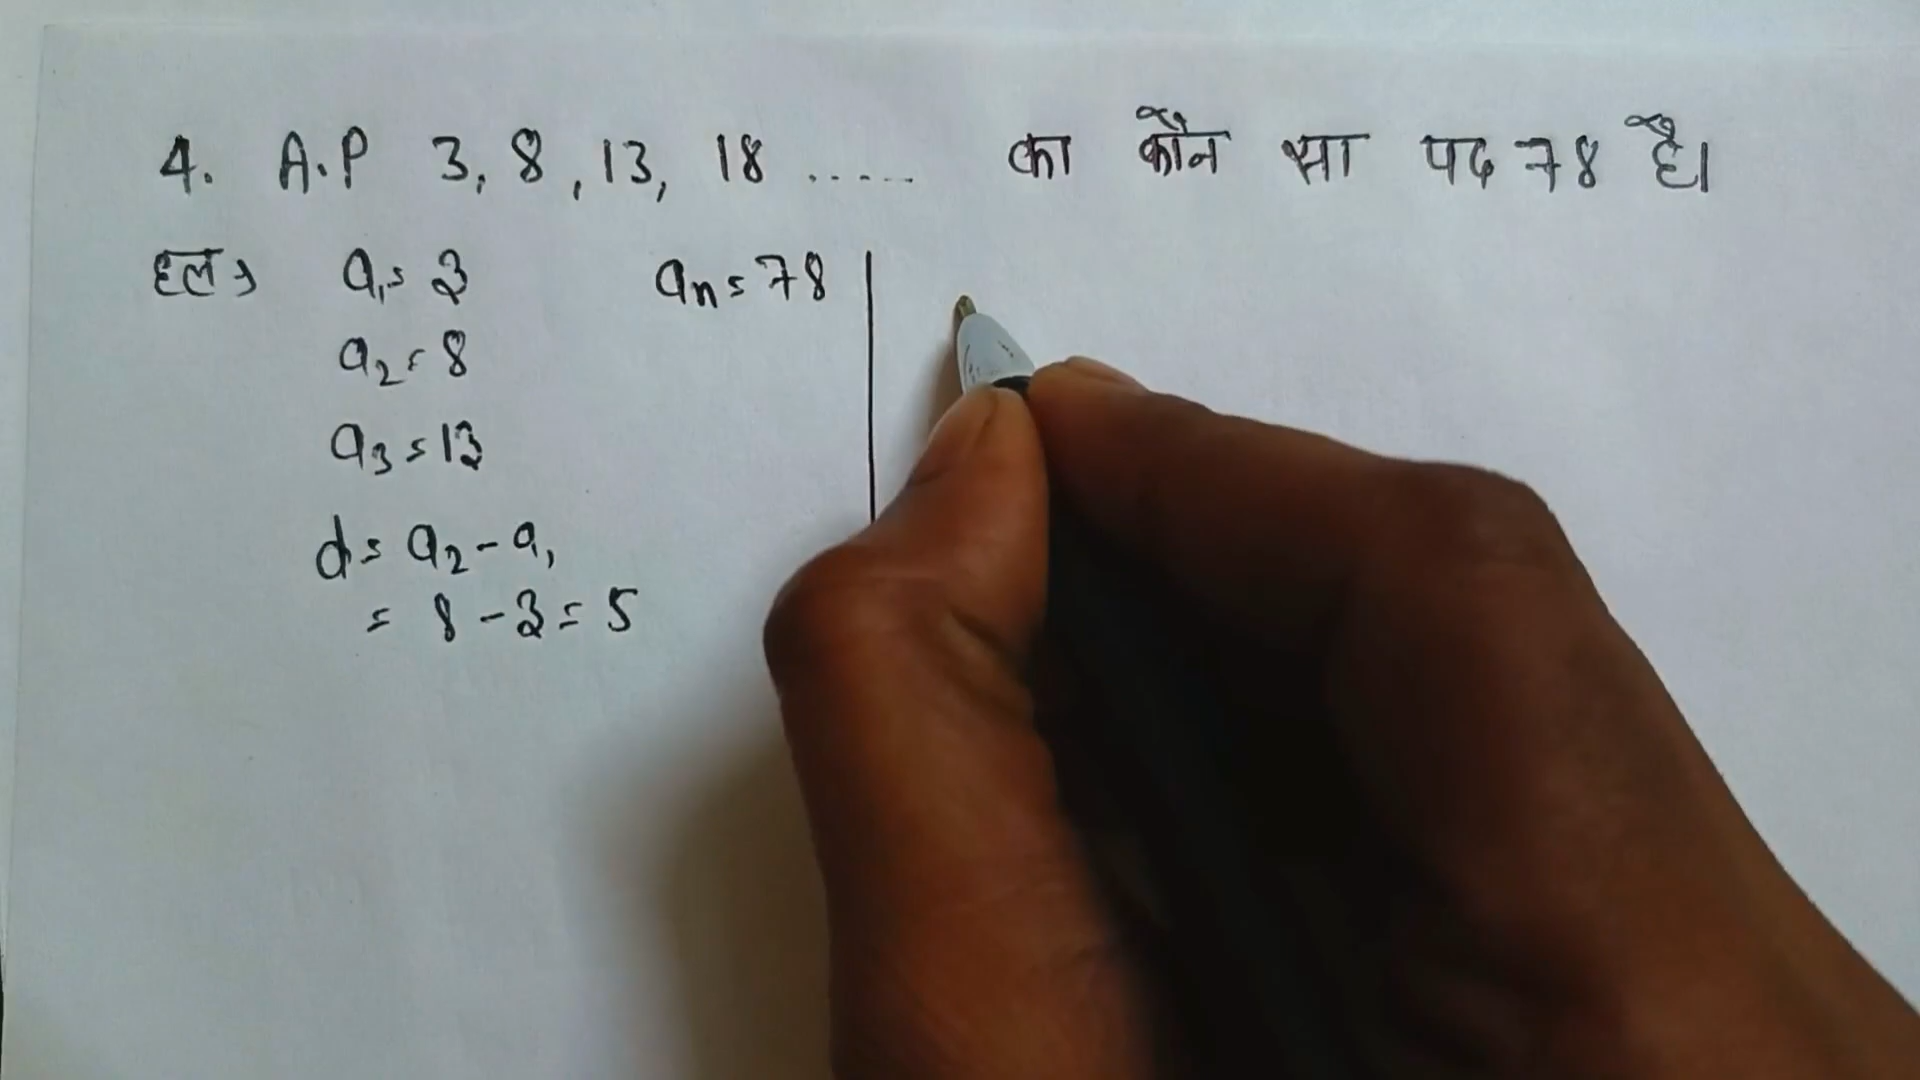 4. A.P 3, 8, 13, 18 ..... का कौन सा पद 78 है।
हल→ a₁= 3 aₙ= 78
a₂= 8
a₃= 13
d= a₂ - a₁
= 8 - 3 = 5